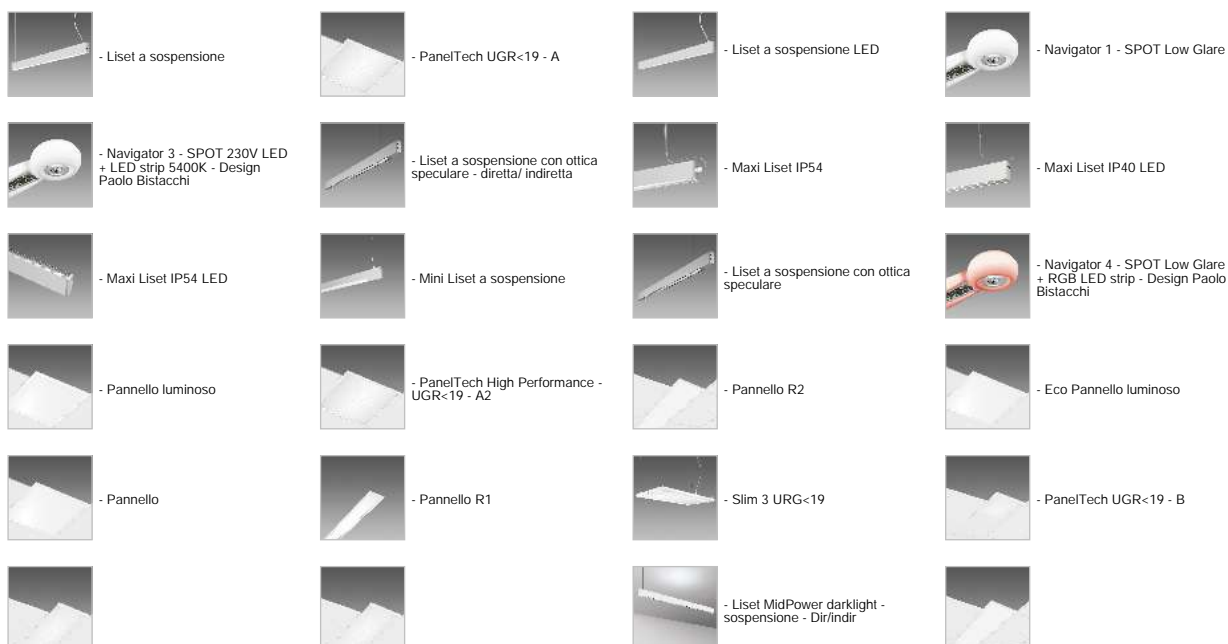 - Liset a sospensione
- PanelTech UGR<19 - A
- Liset a sospensione LED
- Navigator 1 - SPOT Low Glare
- Navigator 3 - SPOT 230V LED
+ LED strip 5400K - Design
Paolo Bistacchi
- Liset a sospensione con ottica
speculare - diretta/ indiretta
- Maxi Liset IP54
- Maxi Liset IP40 LED
- Maxi Liset IP54 LED
- Mini Liset a sospensione
- Liset a sospensione con ottica
speculare
- Navigator 4 - SPOT Low Glare
+ RGB LED strip - Design Paolo
Bistacchi
- Pannello luminoso
- PanelTech High Performance -
UGR<19 - A2
- Pannello R2
- Eco Pannello luminoso
- Pannello
- Pannello R1
- Slim 3 URG<19
- PanelTech UGR<19 - B
- Liset MidPower darklight -
sospensione - Dir/indir